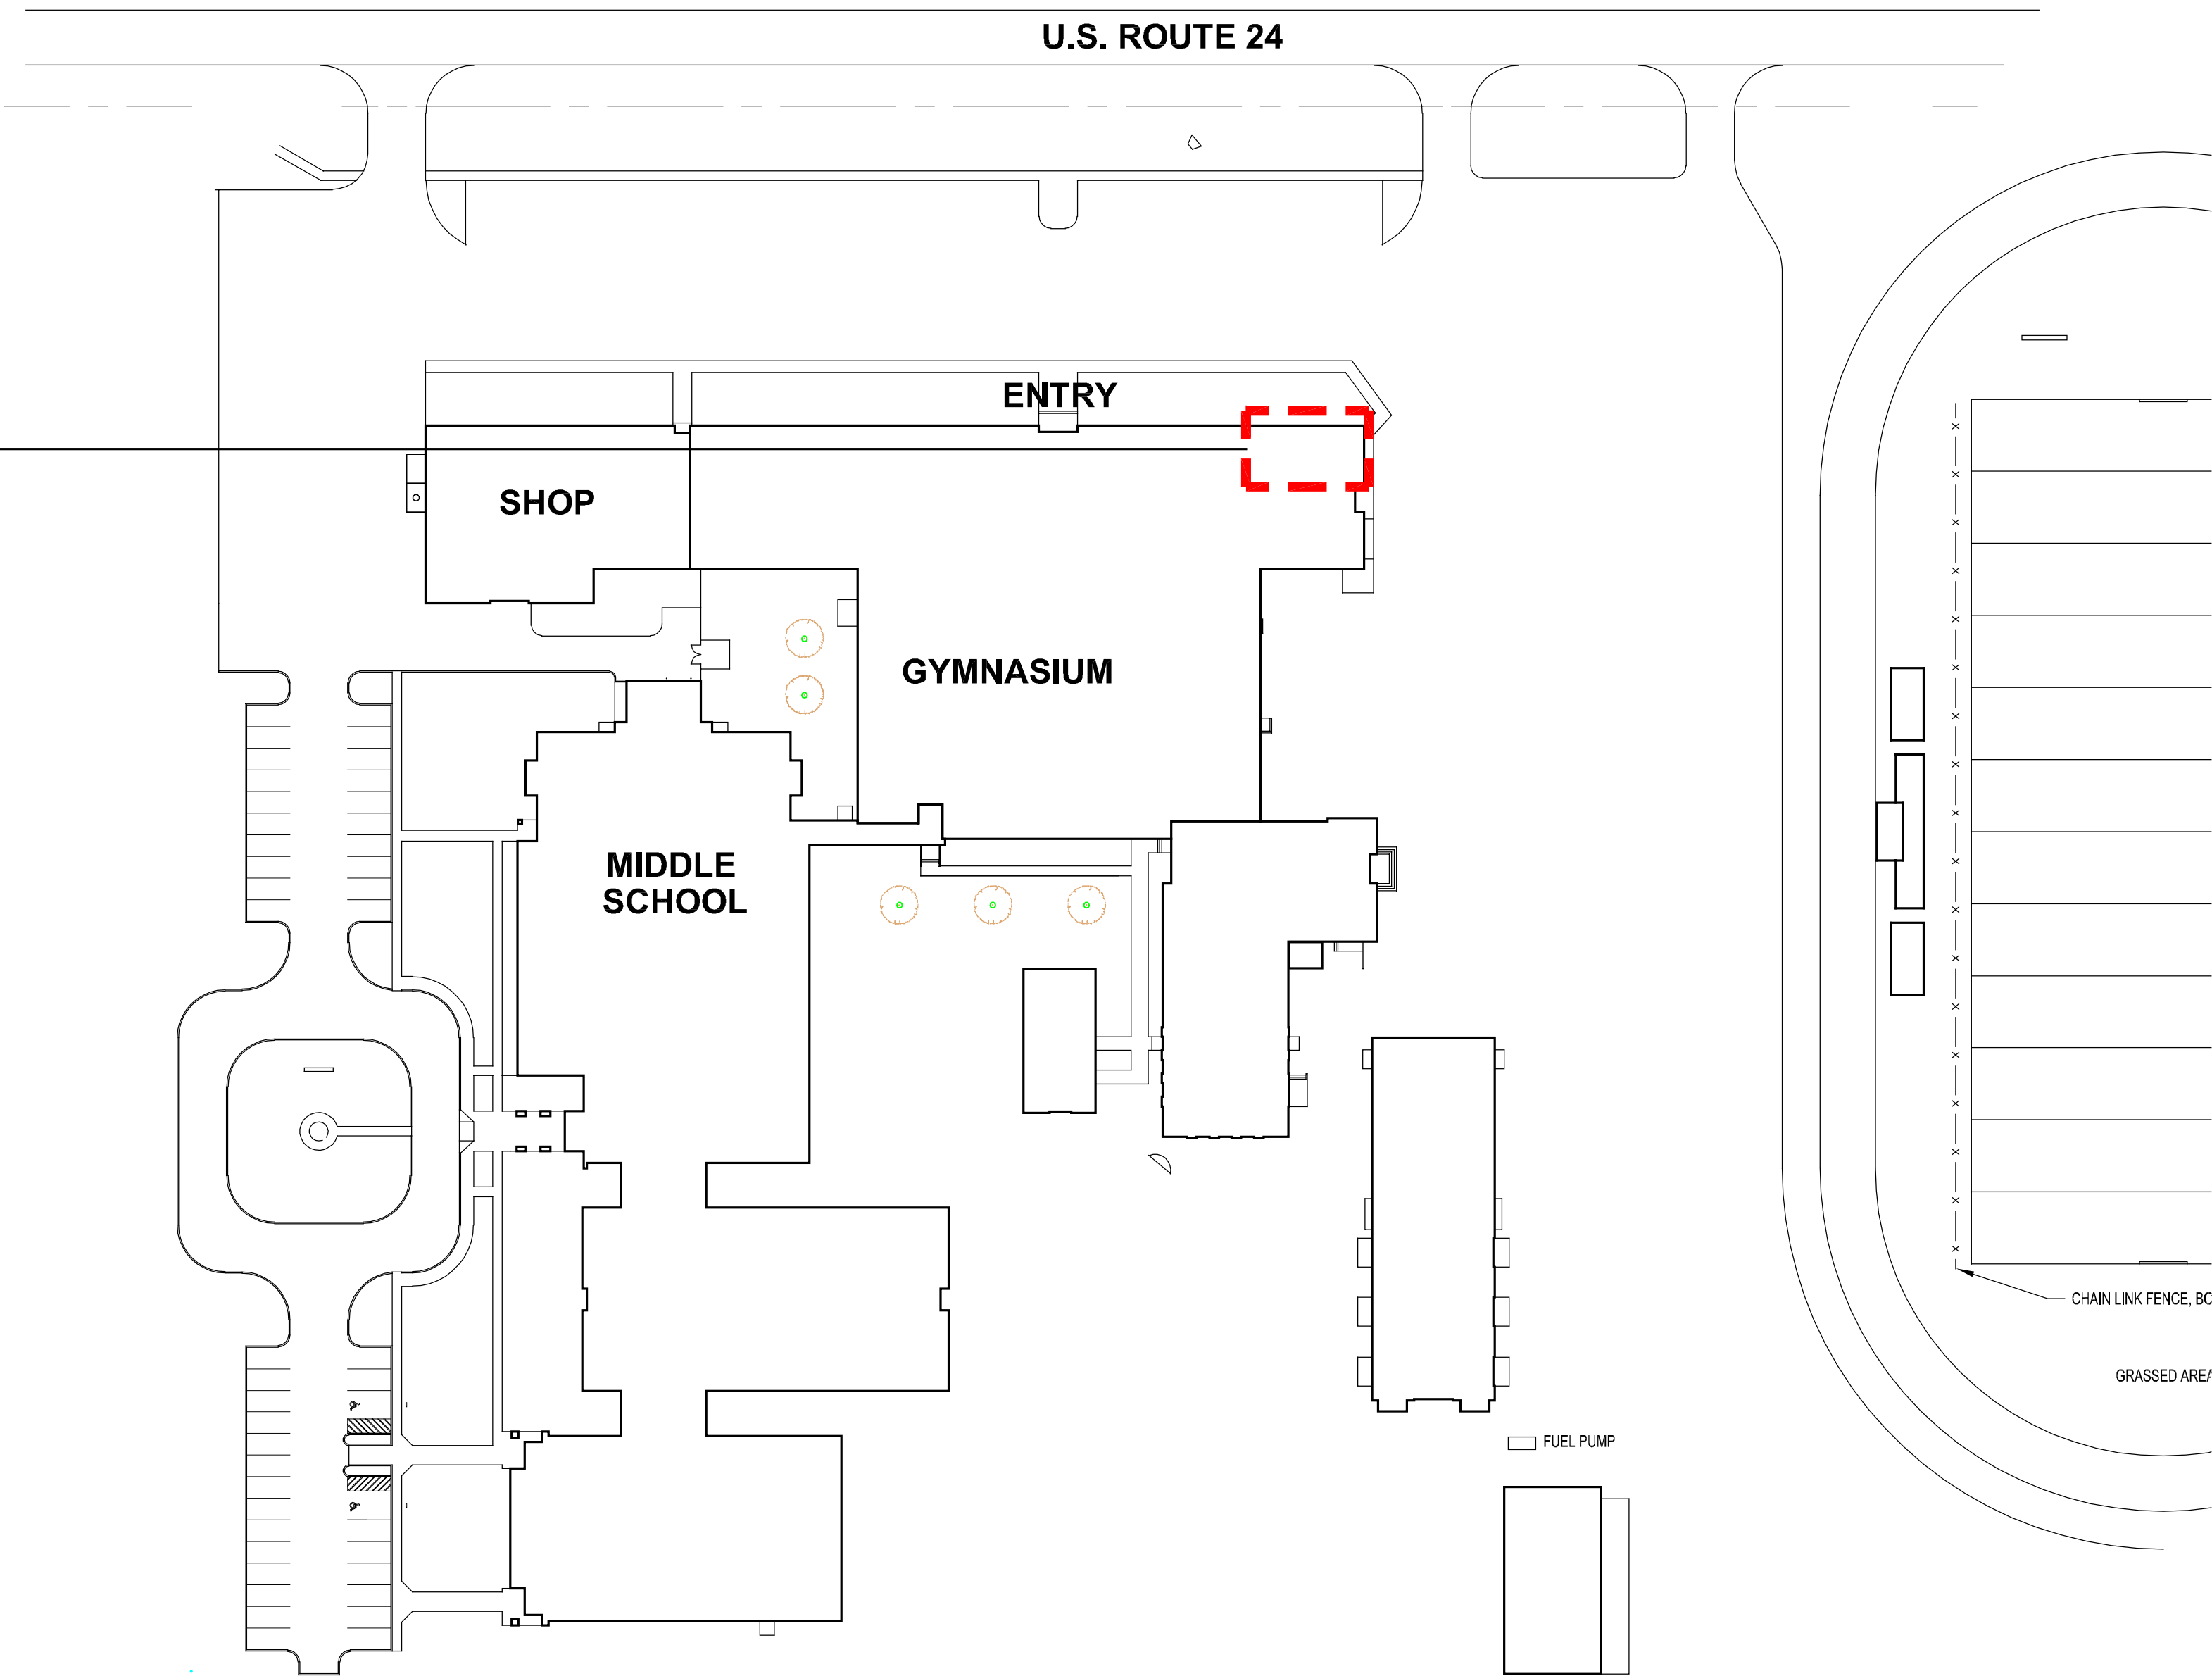 U.S. ROUTE 24
ENTRY
SHOP
GYMNASIUM
MIDDLE
SCHOOL
CHAIN LINK FENCE, BC
GRASSED AREA
FUEL PUMP